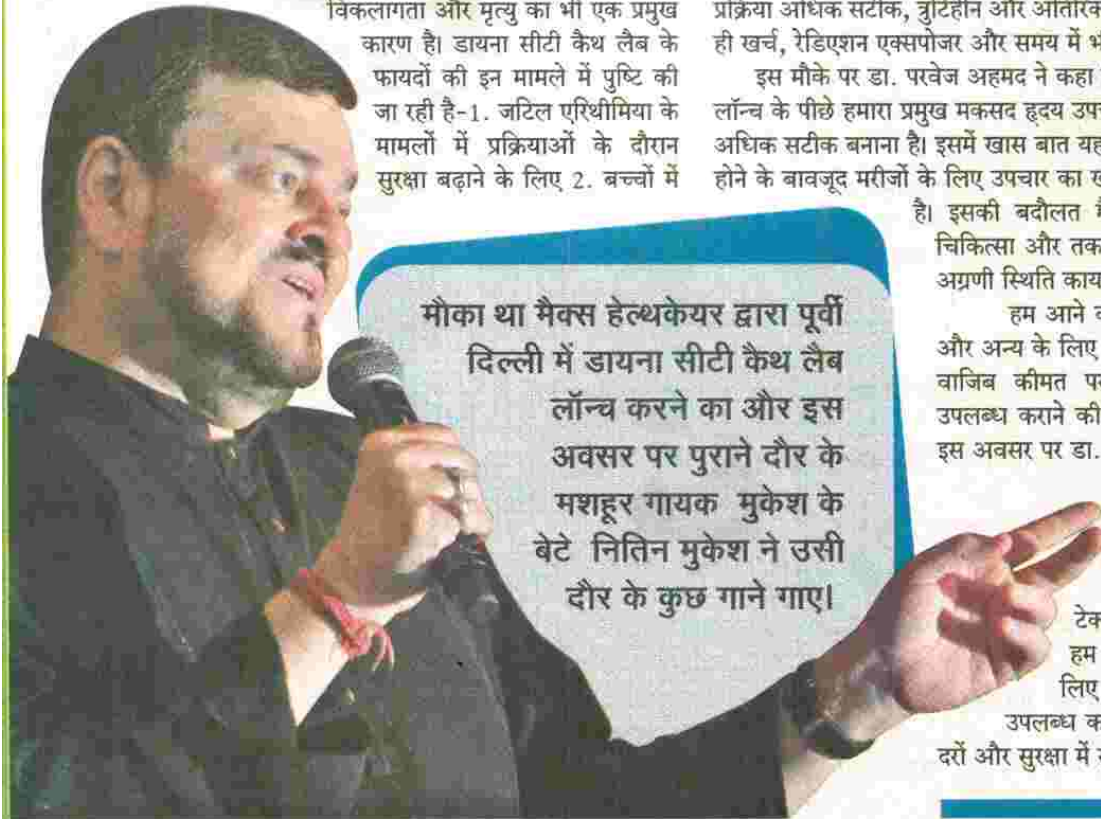 विकलांगता और मृत्यु का भी एक प्रमुख
कारण है। डायना सीटी कैथ लैब के
फायदों की इन मामले में पुष्टि की
जा रही है-1. जटिल एरिथीमिया के
मामलों में प्रक्रियाओं के दौरान
सुरक्षा बढ़ाने के लिए 2. बच्चों में
प्रक्रिया अधिक सटीक, त्रुटिहीन और
ही खर्च, रेडिएशन एक्सपोजर और समय में
इस मौके पर डा. परवेज अहमद ने कहा
लॉन्च के पीछे हमारा प्रमुख मकसद हृदय
अधिक सटीक बनाना है। इसमें खास बात
होने के बावजूद मरीजों के लिए उपचार का
है। इसकी बदौलत
चिकित्सा और
अग्रणी स्थिति
हम आने
और अन्य के लिए
वाजिब कीमत
उपलब्ध कराने की
इस अवसर पर डा.
हम
लिए
उपलब्ध
दरों और सुरक्षा में
मौका था मैक्स हेल्थकेयर द्वारा पूर्वी
दिल्ली में डायना सीटी कैथ लैब
लॉन्च करने का और इस
अवसर पर पुराने दौर के
मशहूर गायक मुकेश के
बेटे नितिन मुकेश ने उसी
दौर के कुछ गाने गाए।